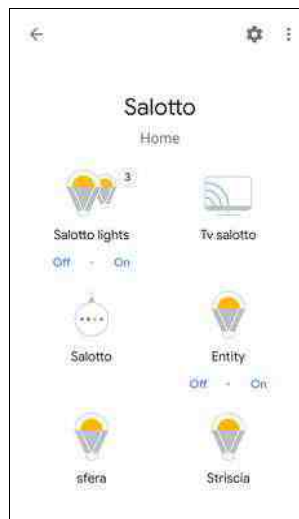 Salotto
Home
3
Salotto lights
Tv salotto
Off - On
Salotto
Entity
Off - On
sfera
Striscia